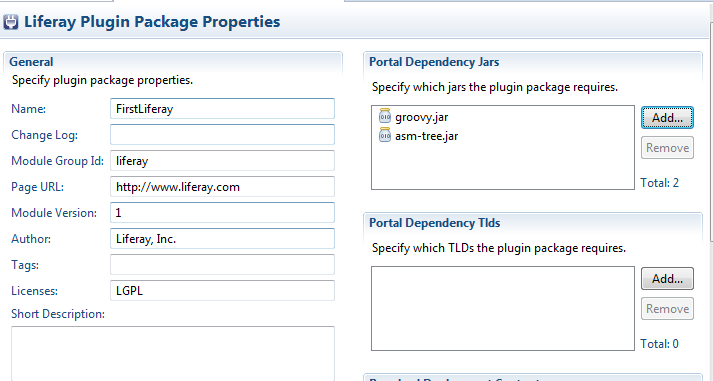 Liferay Plugin Package Properties
General
Specify plugin package properties.
Name: FirstLiferay
Change Log:
Module Group Id: liferay
Page URL: http://www.liferay.com
Module Version: 1
Author: Liferay, Inc.
Tags:
Licenses: LGPL
Short Description:
Portal Dependency Jars
Specify which jars the plugin package requires.
groovy.jar
asm-tree.jar
Add...
Remove
Total: 2
Portal Dependency Tlds
Specify which TLDs the plugin package requires.
Add...
Remove
Total: 0